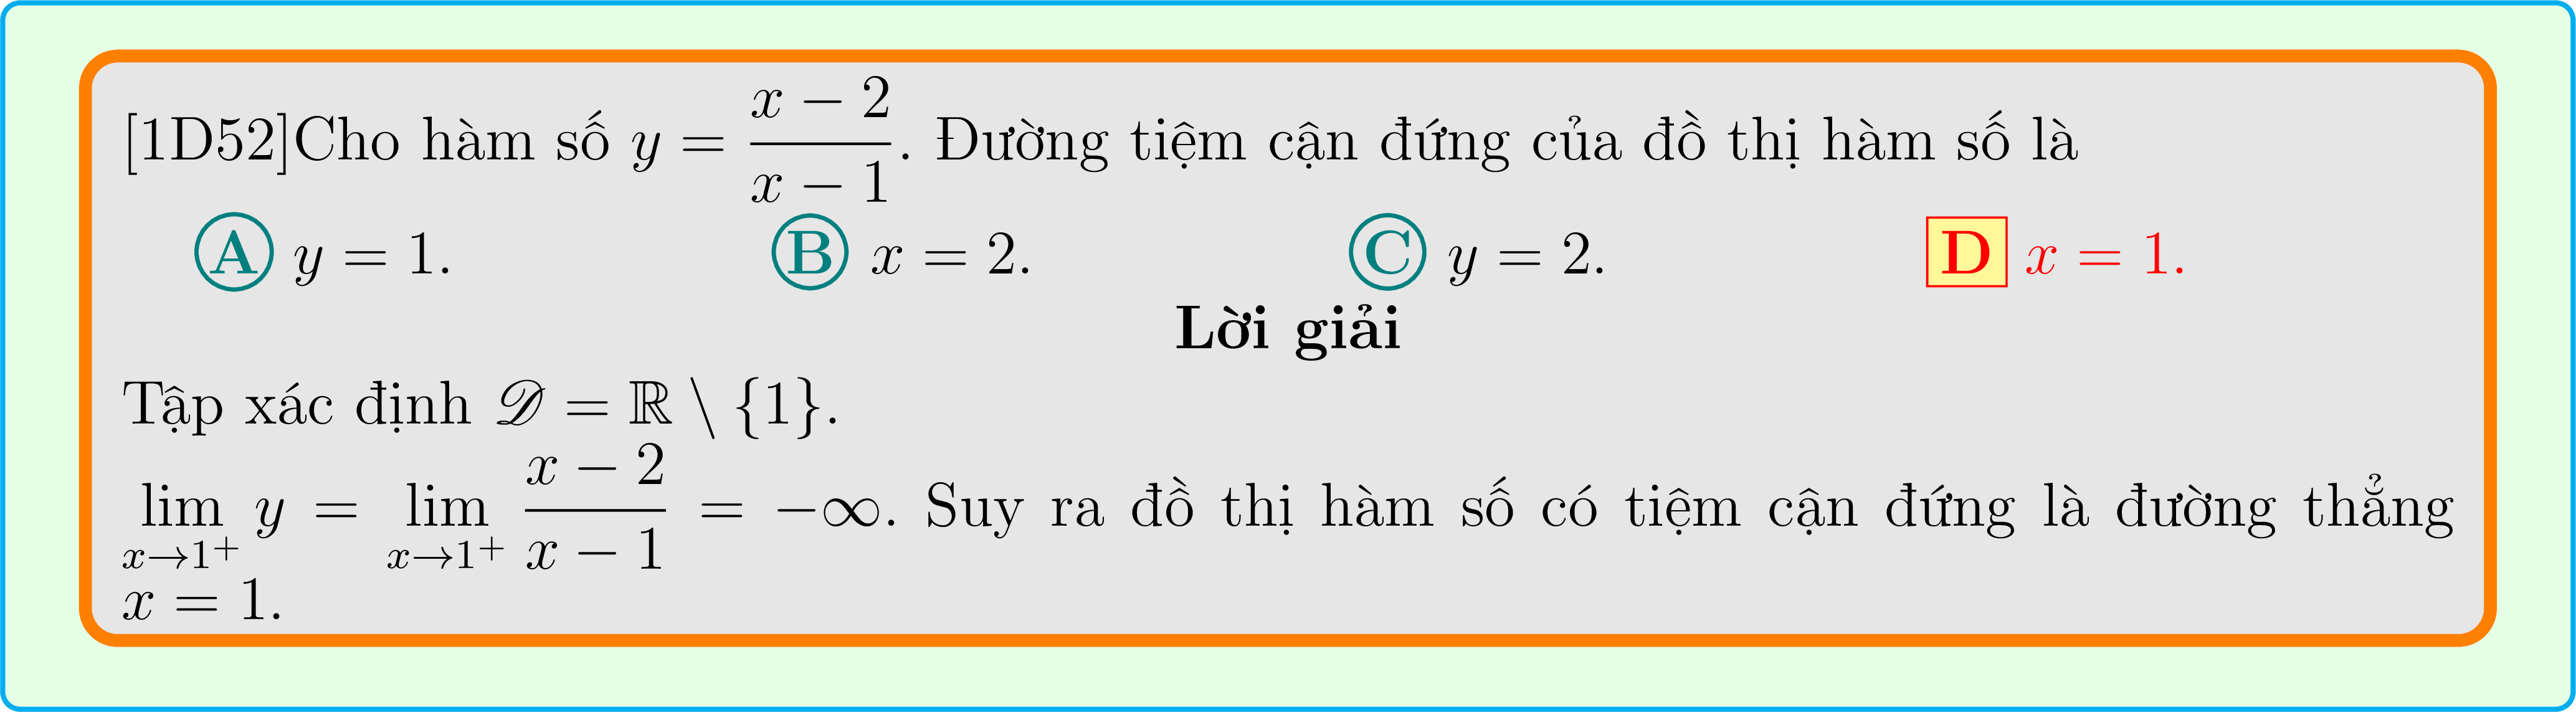 [1D52]Cho hàm số $y = \dfrac{x-2}{x-1}$. Đường tiệm cận đứng của đồ thị hàm số là
A $y = 1$. B $x = 2$. C $y = 2$. D $x = 1$.
Lời giải
Tập xác định $\mathscr{D} = \mathbb{R} \setminus \{1\}$.
$\lim\limits_{x \to 1^+} y = \lim\limits_{x \to 1^+} \dfrac{x-2}{x-1} = -\infty$. Suy ra đồ thị hàm số có tiệm cận đứng là đường thẳng
$x = 1$.